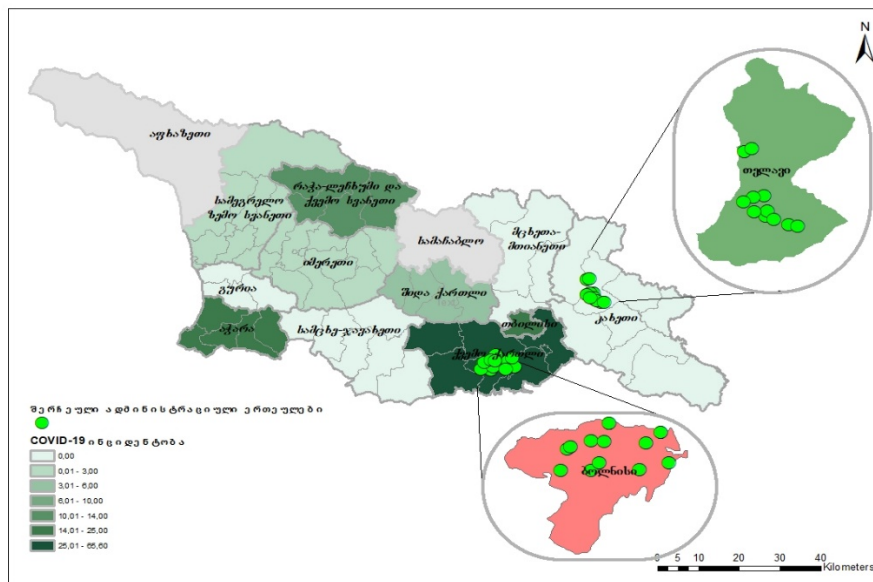 N
აფხაზეთი
სამეგრელო
ზემო სვანეთი
რაჭა-ლეჩხუმი და
ქვემო სვანეთი
სამაჩაბლო
მცხეთა-
მთიანეთი
თელავი
იმერეთი
გურია
შიდა ქართლი
კახეთი
აჭარა
სამცხე-ჯავახეთი
თბილისი
ქვემო ქართლი
შერჩეული ადმინისტრაციული ერთეულები
COVID-19 ინციდენტობა
0,00
0,01 - 3,00
3,01 - 6,00
6,01 - 10,00
10,01 - 14,00
14,01 - 25,00
25,01 - 65,60
ბოლნისი
0 5 10 20 30 40
Kilometers